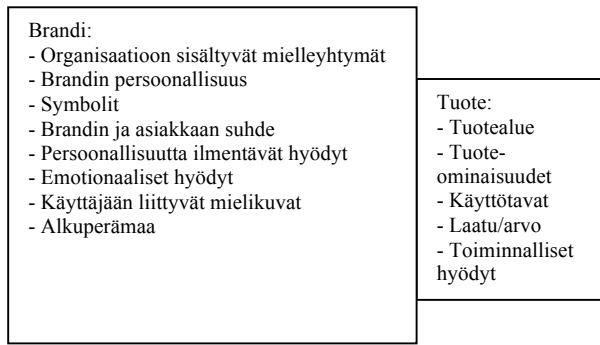 Brandi:
- Organisaatioon sisältyvät mielleyhtymät
- Brandin persoonallisuus
- Symbolit
- Brandin ja asiakkaan suhde
- Persoonallisuutta ilmentävät hyödyt
- Emotionaaliset hyödyt
- Käyttäjään liittyvät mielikuvat
- Alkuperämaa
Tuote:
- Tuotealue
- Tuote-
ominaisuudet
- Käyttötavat
- Laatu/arvo
- Toiminnalliset
hyödyt